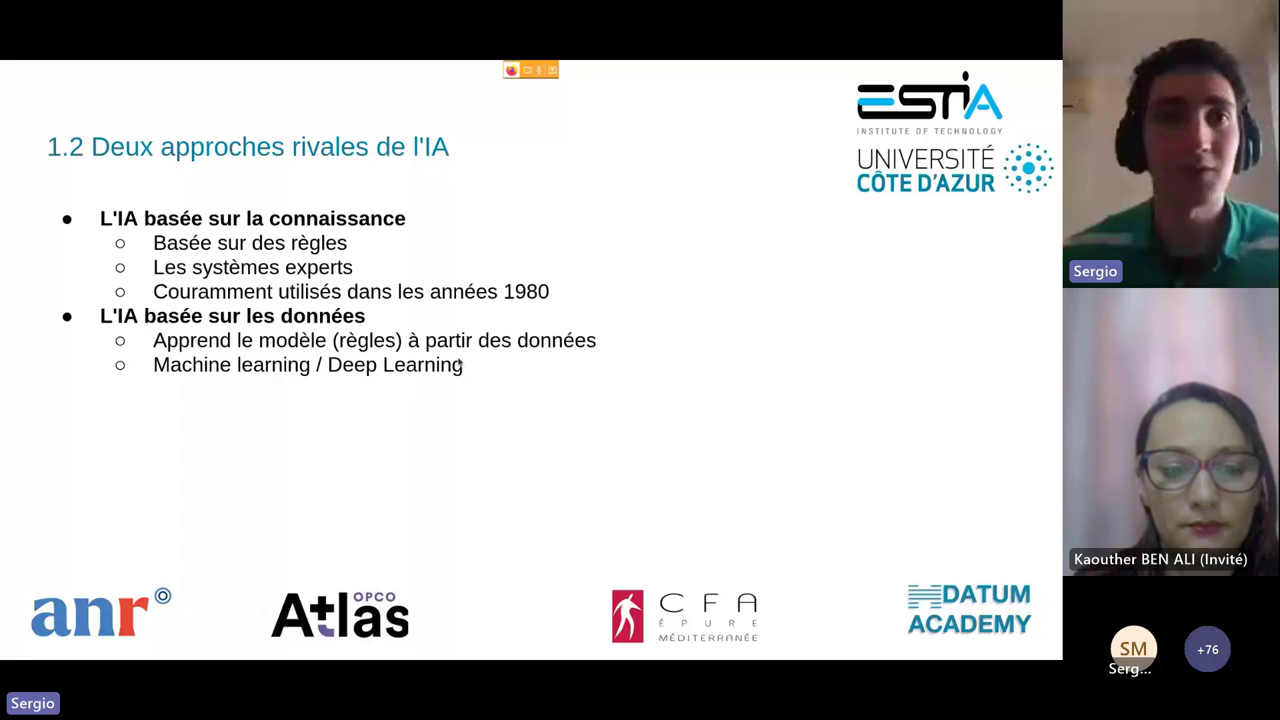 ESTIA
INSTITUTE OF TECHNOLOGY
UNIVERSITÉ
CÔTE D'AZUR
1.2 Deux approches rivales de l'IA
● L'IA basée sur la connaissance
○ Basée sur des règles
○ Les systèmes experts
○ Couramment utilisés dans les années 1980
● L'IA basée sur les données
○ Apprend le modèle (règles) à partir des données
○ Machine learning / Deep Learning
anr
OPCO
Atlas
CFA
ÉPURE
MÉDITERRANÉE
DATUM
ACADEMY
Sergio
Kaouther BEN ALI (Invité)
SM
Serg...
+76
Sergio